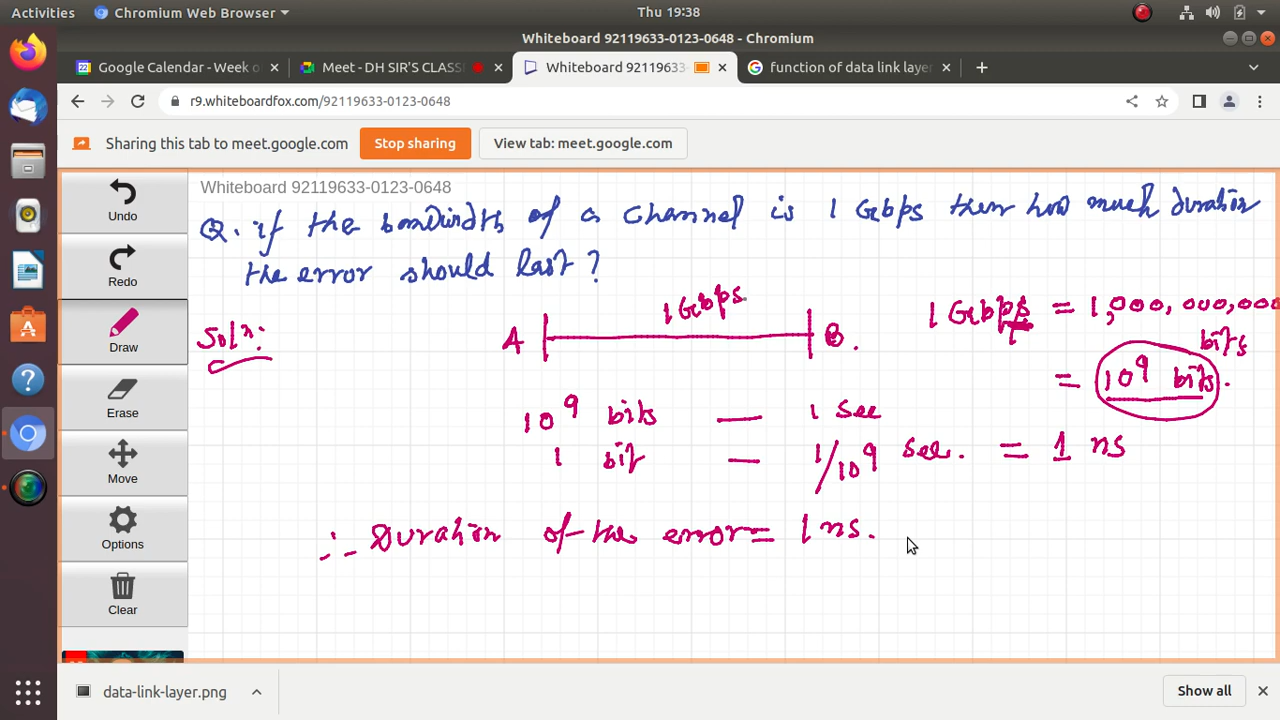 Activities Chromium Web Browser Thu 19:38
Whiteboard 92119633-0123-0648 - Chromium
Google Calendar - Week o Meet - DH SIR'S CLASS Whiteboard 92119633 function of data link layer
r9.whiteboardfox.com/92119633-0123-0648
Sharing this tab to meet.google.com Stop sharing View tab: meet.google.com
Whiteboard 92119633-0123-0648
Q. if the bandwidth of a channel is 1 Gbps then how much duration
the error should last?
Soln:
A 1 Gbps B.
1 Gbps = 1,000,000,000
bits
= 10⁹ bits.
10⁹ bits — 1 sec
1 bit — 1/10⁹ sec. = 1 ns
∴ Duration of the error = 1 ns.
Undo
Redo
Draw
Erase
Move
Options
Clear
data-link-layer.png Show all